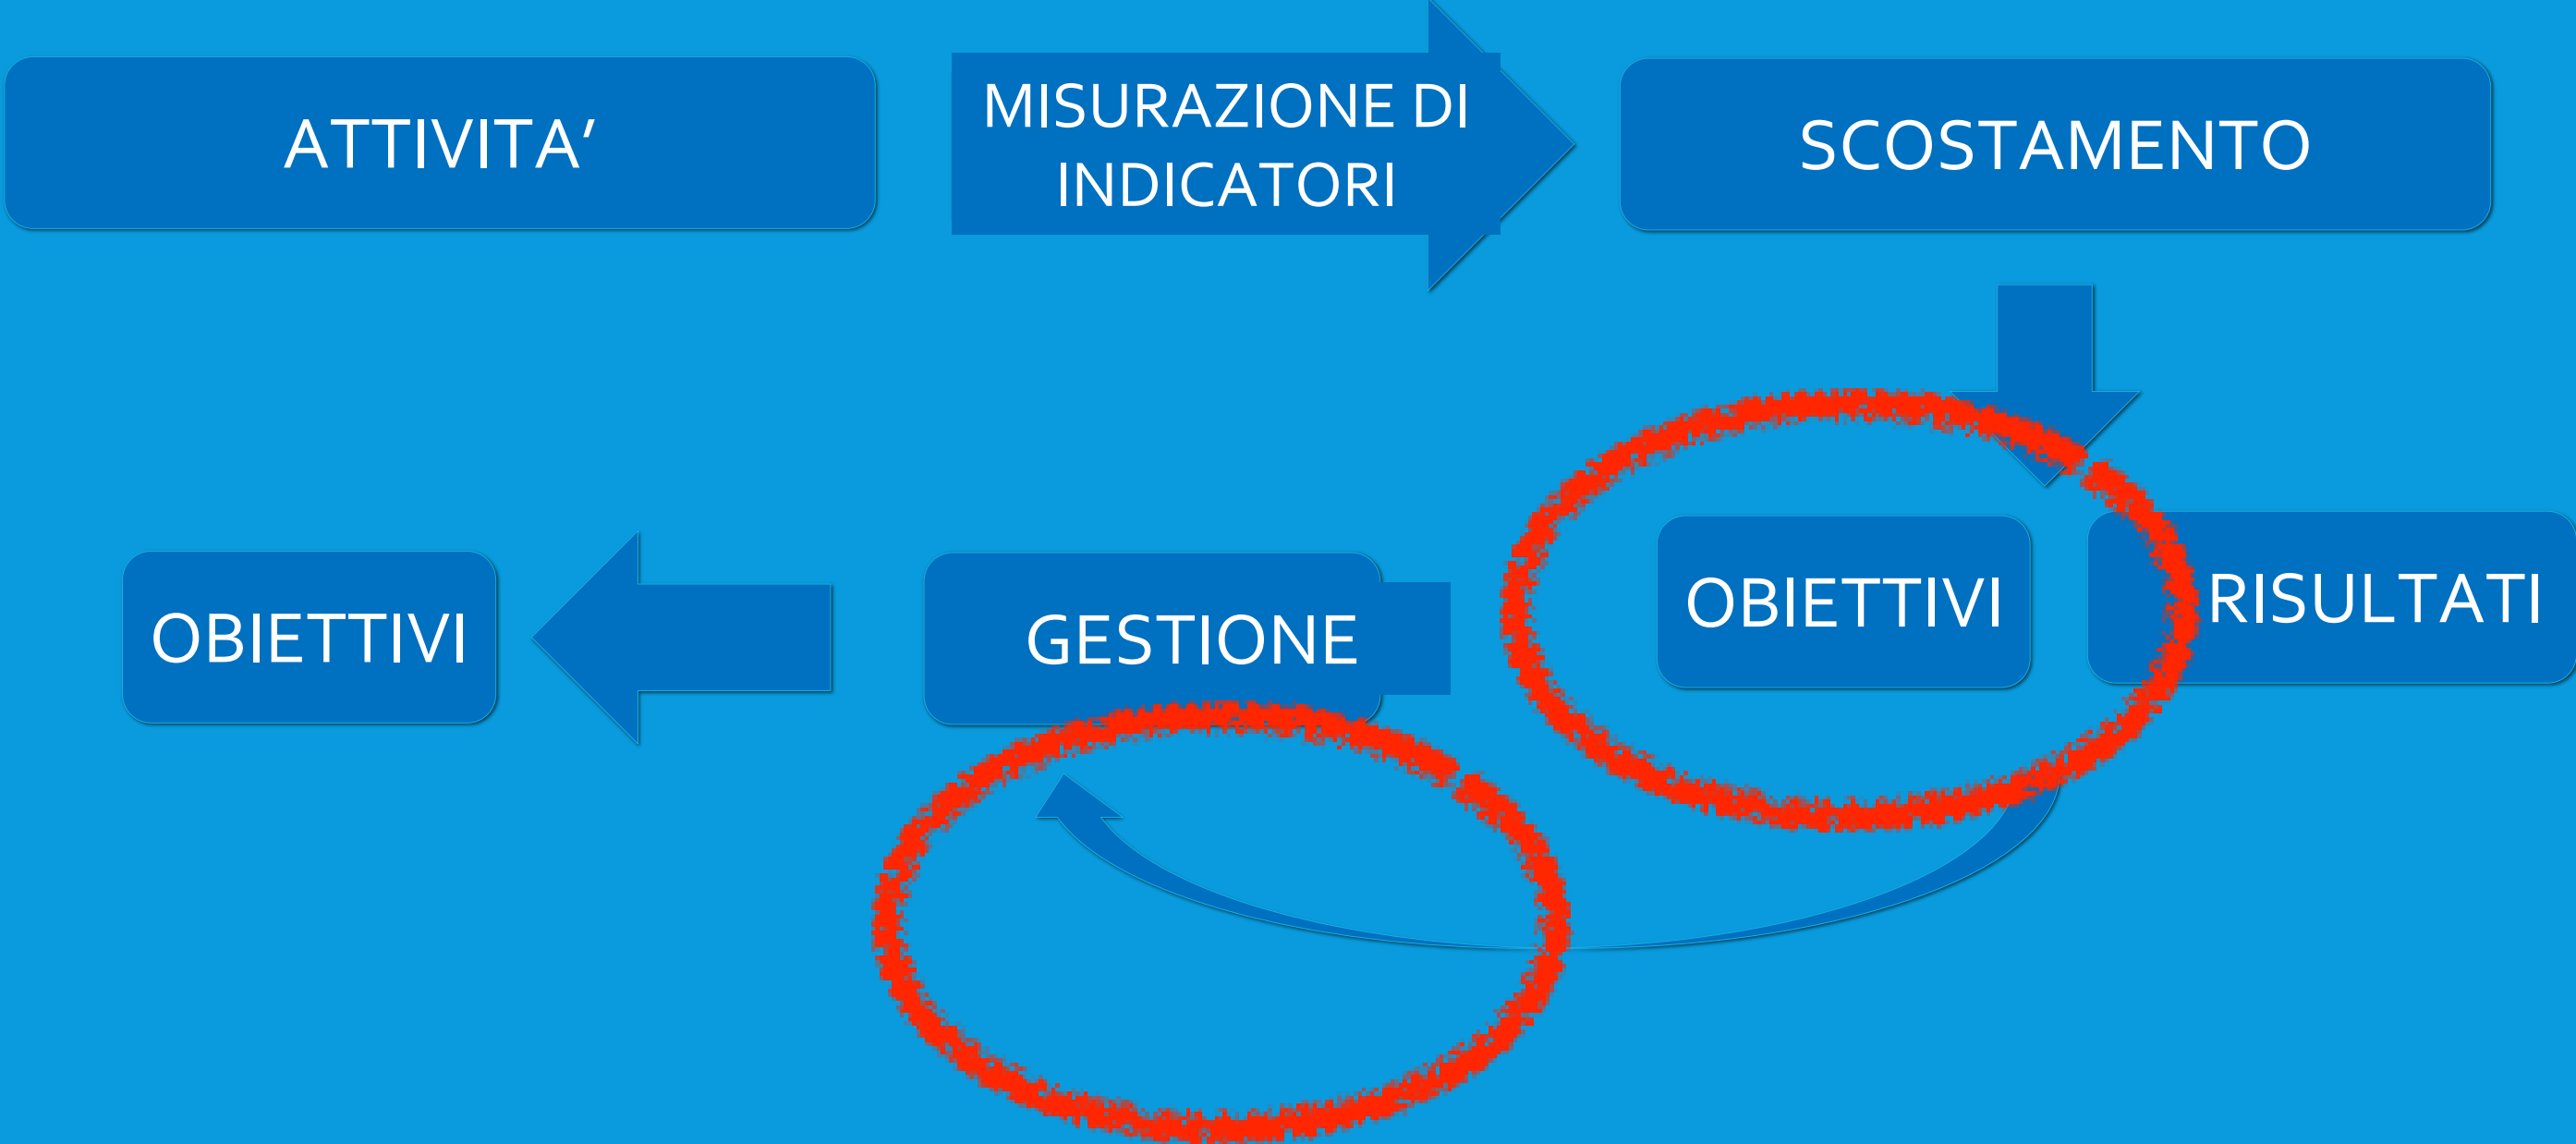 ATTIVITA’
MISURAZIONE DI
INDICATORI
SCOSTAMENTO
OBIETTIVI
GESTIONE
OBIETTIVI
RISULTATI